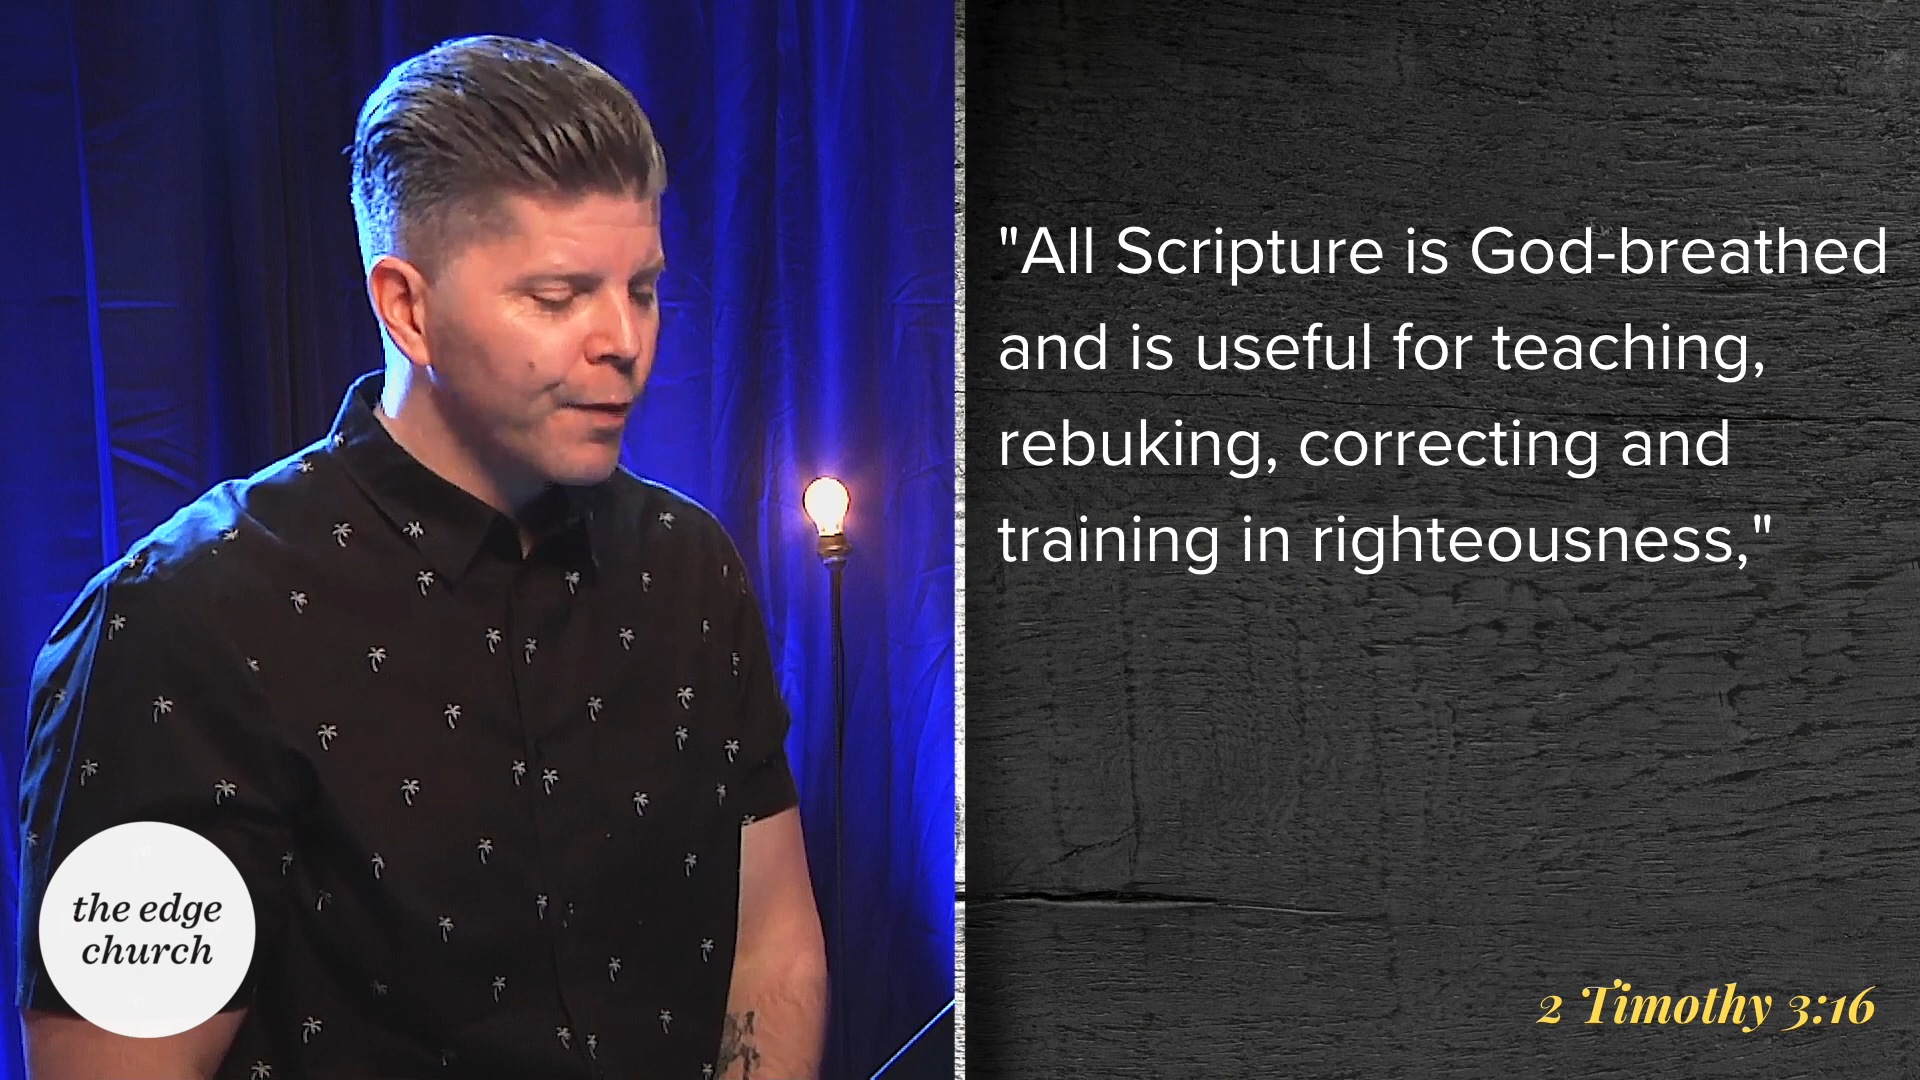 "All Scripture is God-breathed
and is useful for teaching,
rebuking, correcting and
training in righteousness,"
the edge
church
2 Timothy 3:16